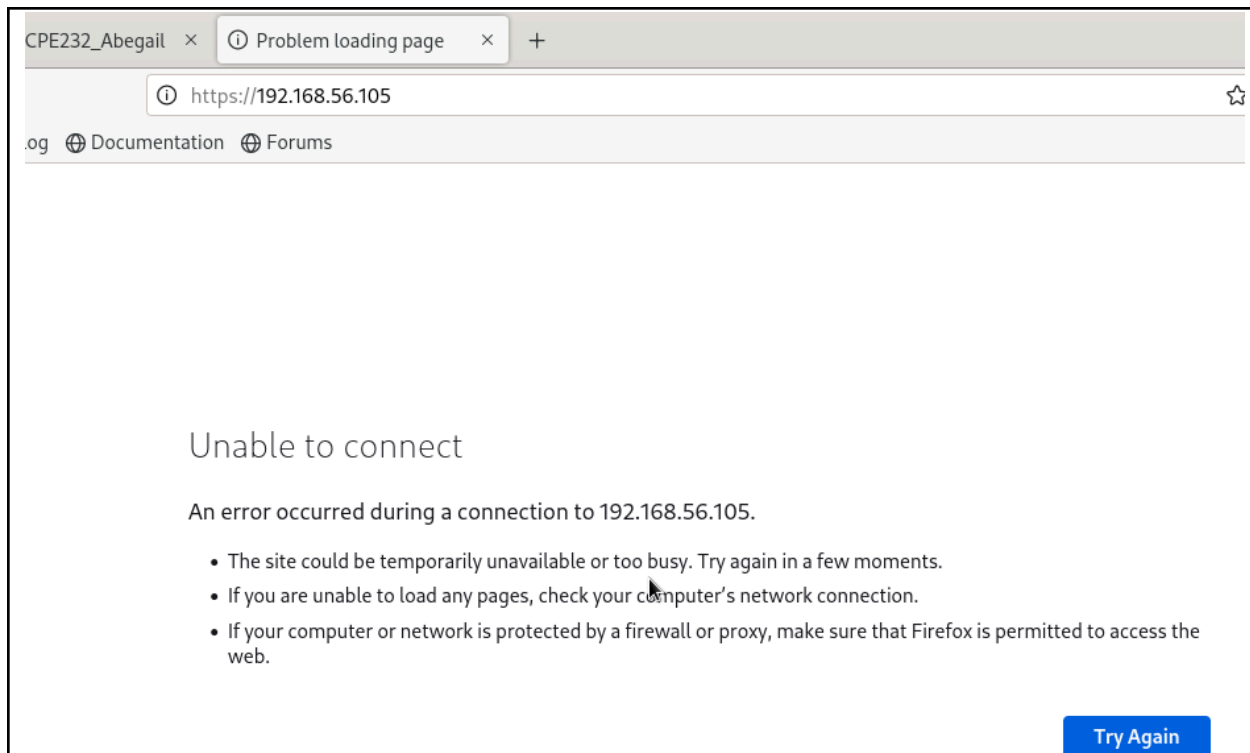 CPE232_Abegail × Problem loading page × +
https://192.168.56.105
log Documentation Forums
Unable to connect
An error occurred during a connection to 192.168.56.105.
• The site could be temporarily unavailable or too busy. Try again in a few moments.
• If you are unable to load any pages, check your computer's network connection.
• If your computer or network is protected by a firewall or proxy, make sure that Firefox is permitted to access the
web.
Try Again